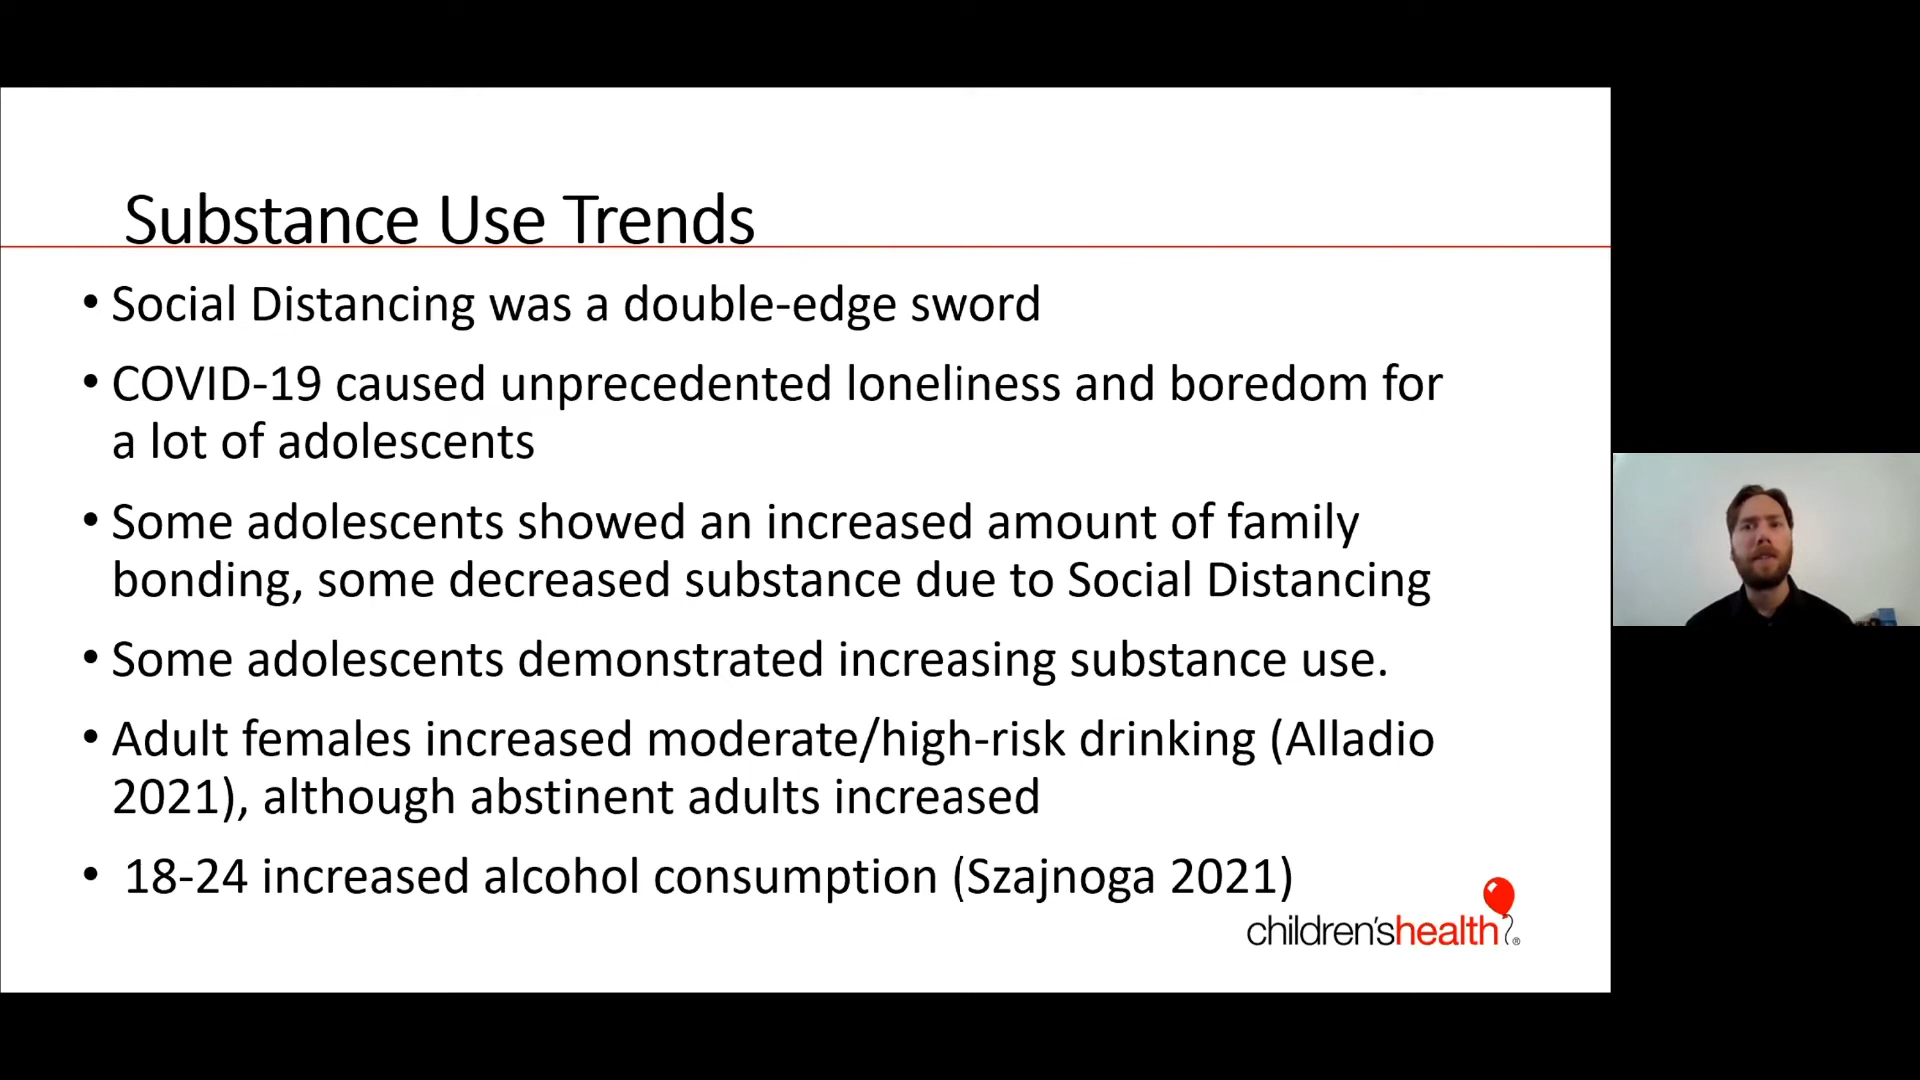 Substance Use Trends
• Social Distancing was a double-edge sword
• COVID-19 caused unprecedented loneliness and boredom for
a lot of adolescents
• Some adolescents showed an increased amount of family
bonding, some decreased substance due to Social Distancing
• Some adolescents demonstrated increasing substance use.
• Adult females increased moderate/high-risk drinking (Alladio
2021), although abstinent adults increased
• 18-24 increased alcohol consumption (Szajnoga 2021)
children'shealth®